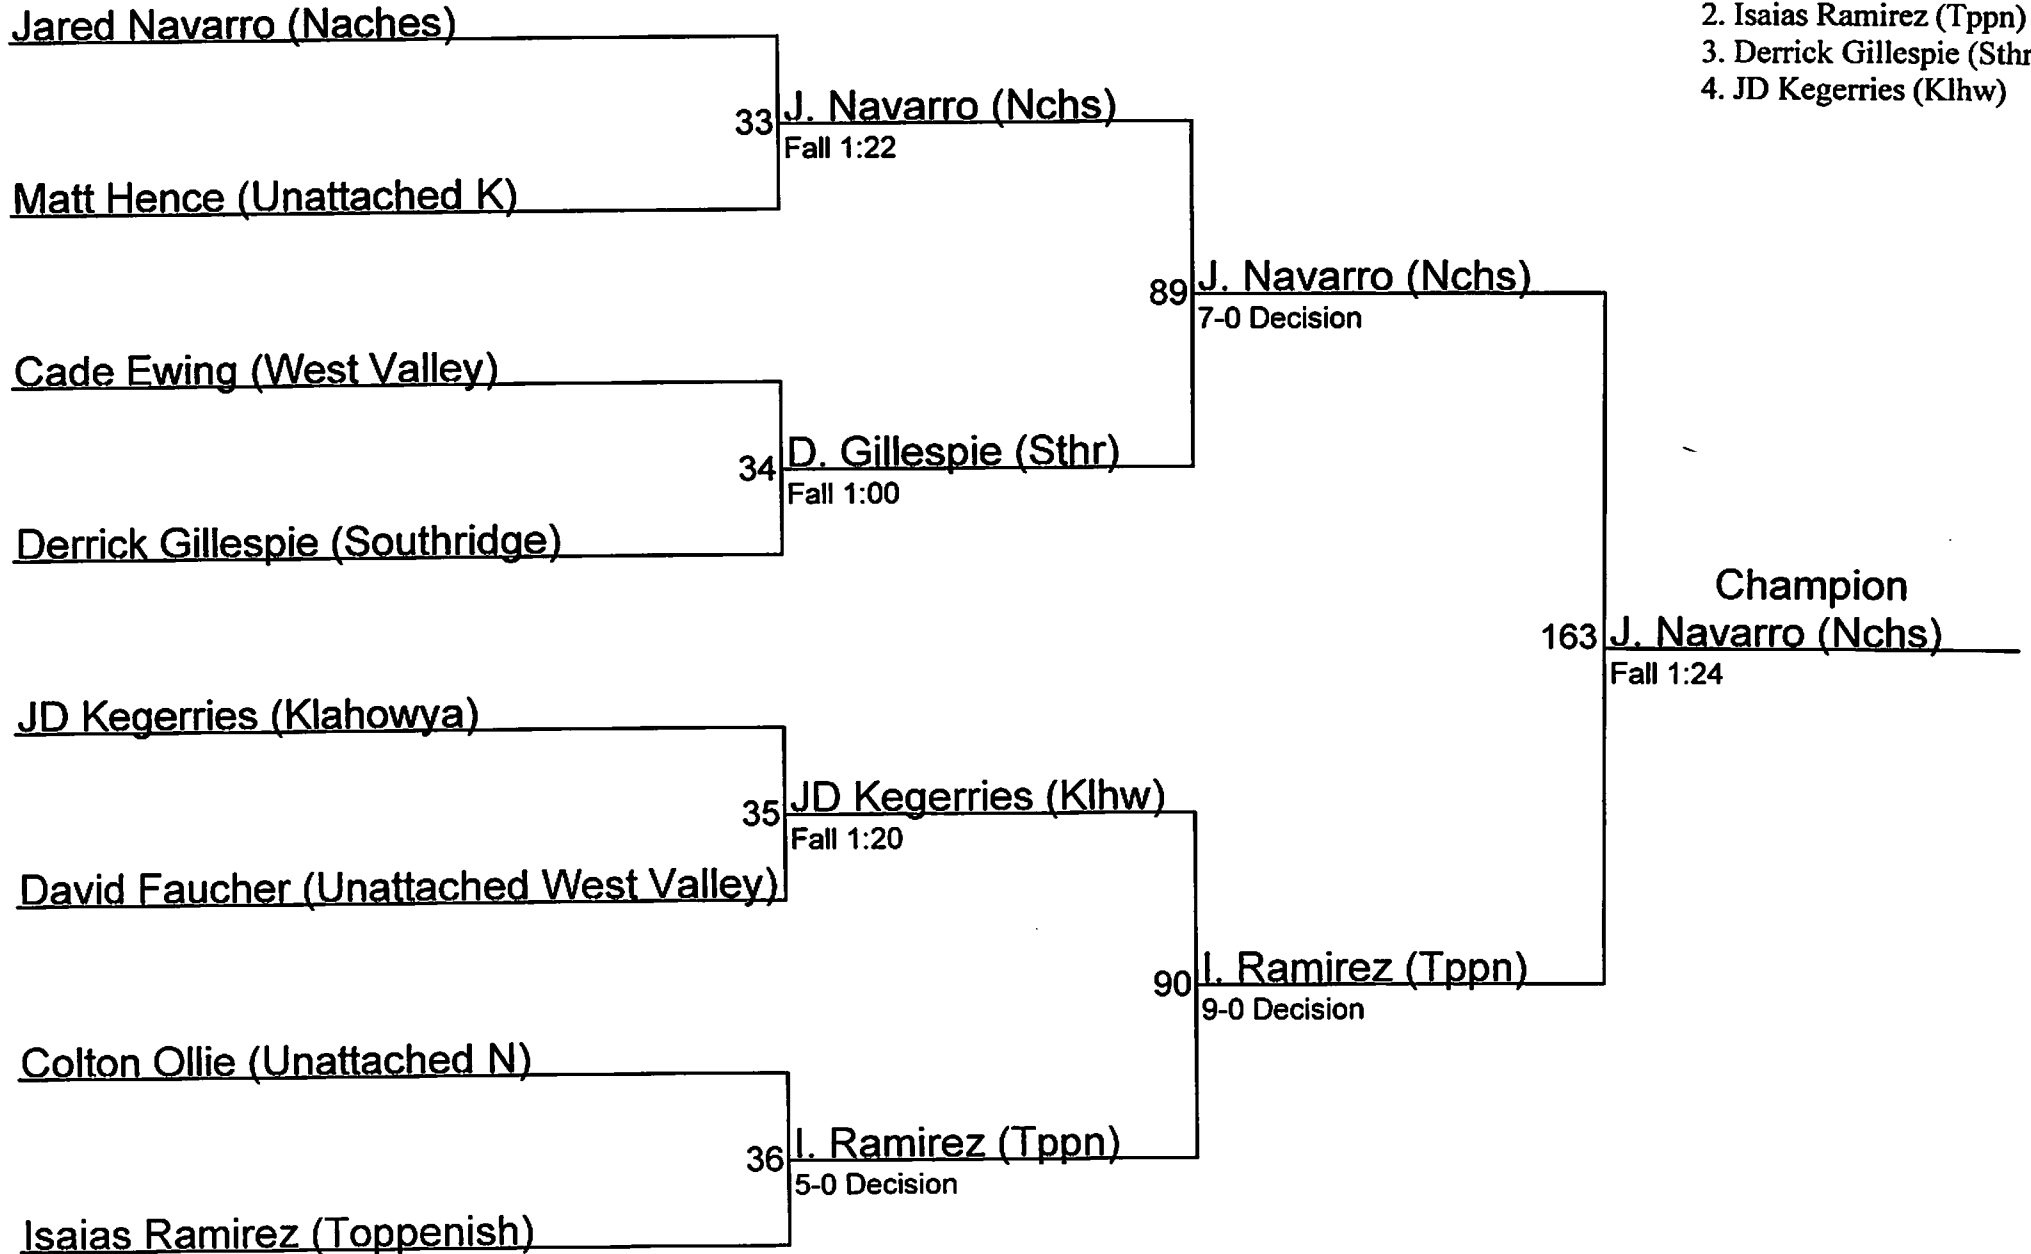 Jared Navarro (Naches)
2. Isaias Ramirez (Tppn)
3. Derrick Gillespie (Sthr
4. JD Kegerries (Klhw)
33 J. Navarro (Nchs)
Fall 1:22
Matt Hence (Unattached K)
89 J. Navarro (Nchs)
7-0 Decision
Cade Ewing (West Valley)
34 D. Gillespie (Sthr)
Fall 1:00
Derrick Gillespie (Southridge)
Champion
163 J. Navarro (Nchs)
Fall 1:24
JD Kegerries (Klahowya)
35 JD Kegerries (Klhw)
Fall 1:20
David Faucher (Unattached West Valley)
90 I. Ramirez (Tppn)
9-0 Decision
Colton Ollie (Unattached N)
36 I. Ramirez (Tppn)
5-0 Decision
Isaias Ramirez (Toppenish)